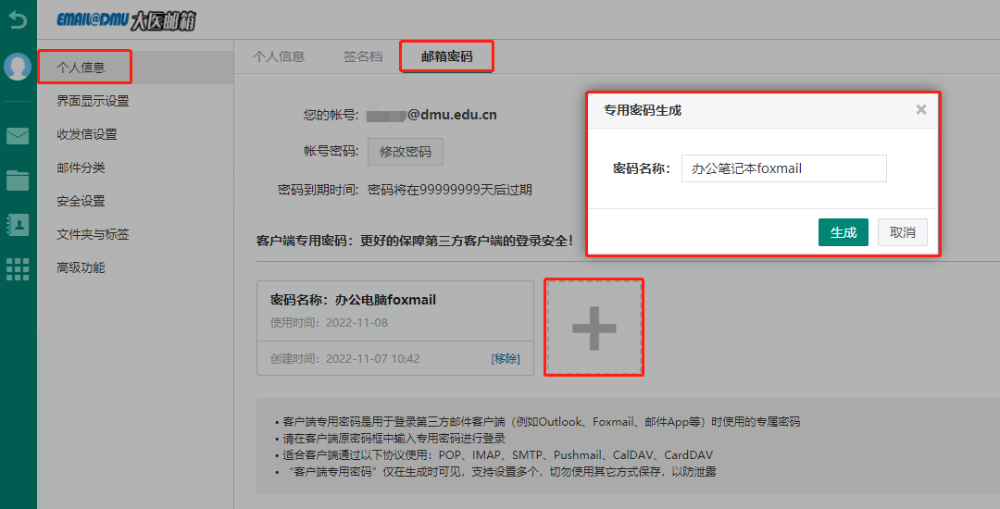 EMAIL@DMU 大医邮箱
个人信息
界面显示设置
收发信设置
邮件分类
安全设置
文件夹与标签
高级功能
个人信息 签名档 邮箱密码
您的帐号: @dmu.edu.cn
帐号密码: 修改密码
密码到期时间: 密码将在99999999天后过期
客户端专用密码：更好的保障第三方客户端的登录安全！
密码名称：办公电脑foxmail
使用时间：2022-11-08
创建时间：2022-11-07 10:42 [移除]
专用密码生成
密码名称: 办公笔记本foxmail
生成 取消
• 客户端专用密码是用于登录第三方邮件客户端（例如Outlook、Foxmail、邮件App等）时使用的专属密码
• 请在客户端原密码框中输入专用密码进行登录
• 适合客户端通过以下协议使用：POP、IMAP、SMTP、Pushmail、CalDAV、CardDAV
• “客户端专用密码”仅在生成时可见，支持设置多个，切勿使用其它方式保存，以防泄露